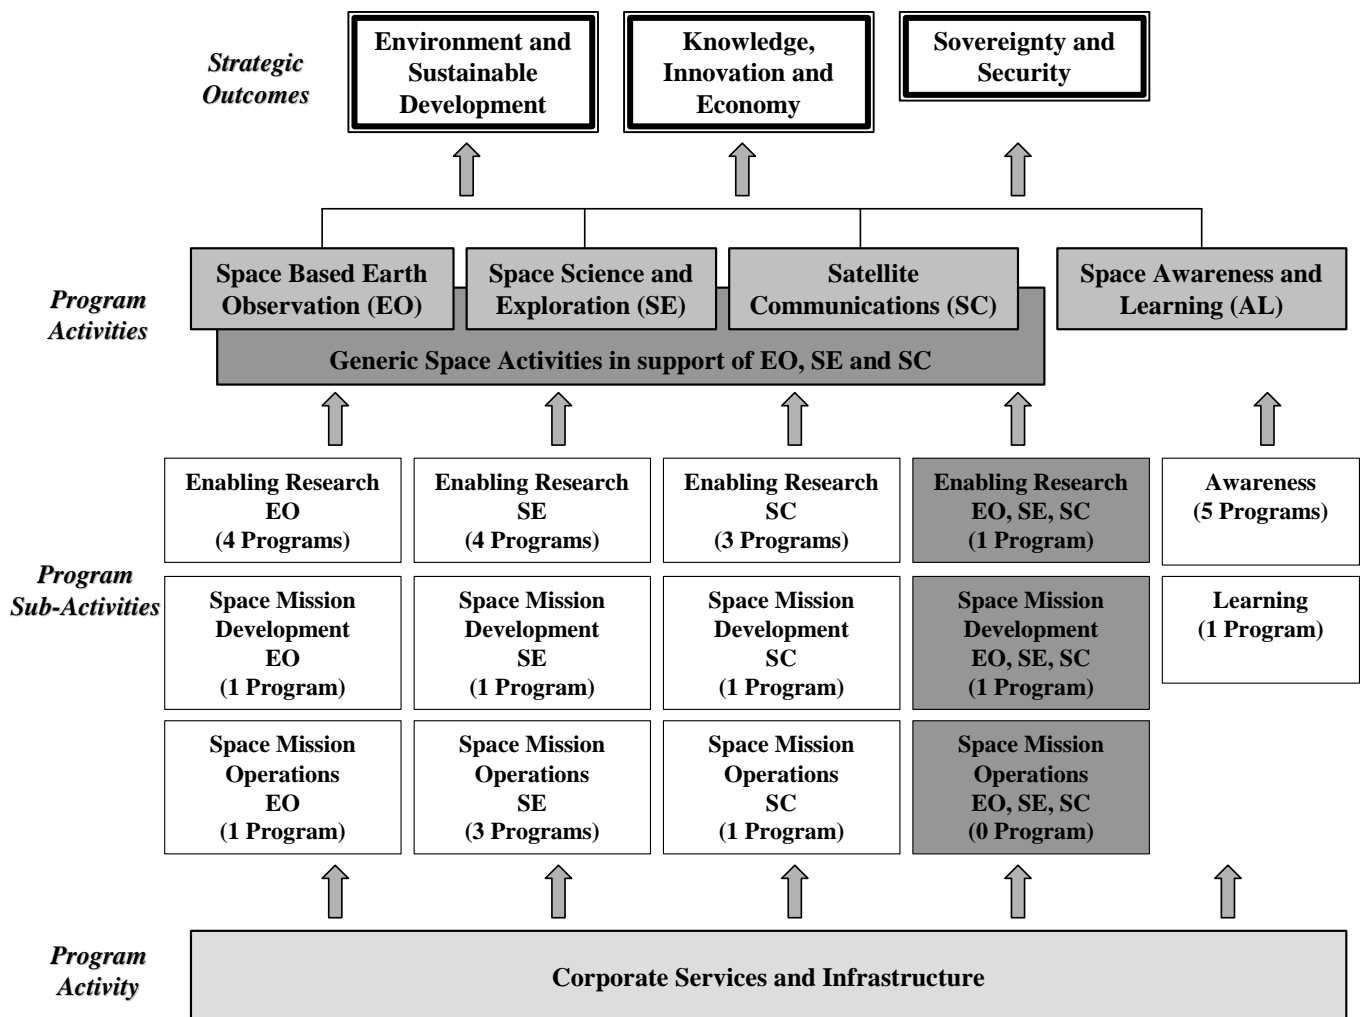 Strategic
Outcomes
Environment and
Sustainable
Development
Knowledge,
Innovation and
Economy
Sovereignty and
Security
Program
Activities
Space Based Earth
Observation (EO)
Space Science and
Exploration (SE)
Satellite
Communications (SC)
Space Awareness and
Learning (AL)
Generic Space Activities in support of EO, SE and SC
Program
Sub-Activities
Enabling Research
EO
(4 Programs)
Enabling Research
SE
(4 Programs)
Enabling Research
SC
(3 Programs)
Enabling Research
EO, SE, SC
(1 Program)
Awareness
(5 Programs)
Space Mission
Development
EO
(1 Program)
Space Mission
Development
SE
(1 Program)
Space Mission
Development
SC
(1 Program)
Space Mission
Development
EO, SE, SC
(1 Program)
Learning
(1 Program)
Space Mission
Operations
EO
(1 Program)
Space Mission
Operations
SE
(3 Programs)
Space Mission
Operations
SC
(1 Program)
Space Mission
Operations
EO, SE, SC
(0 Program)
Program
Activity
Corporate Services and Infrastructure